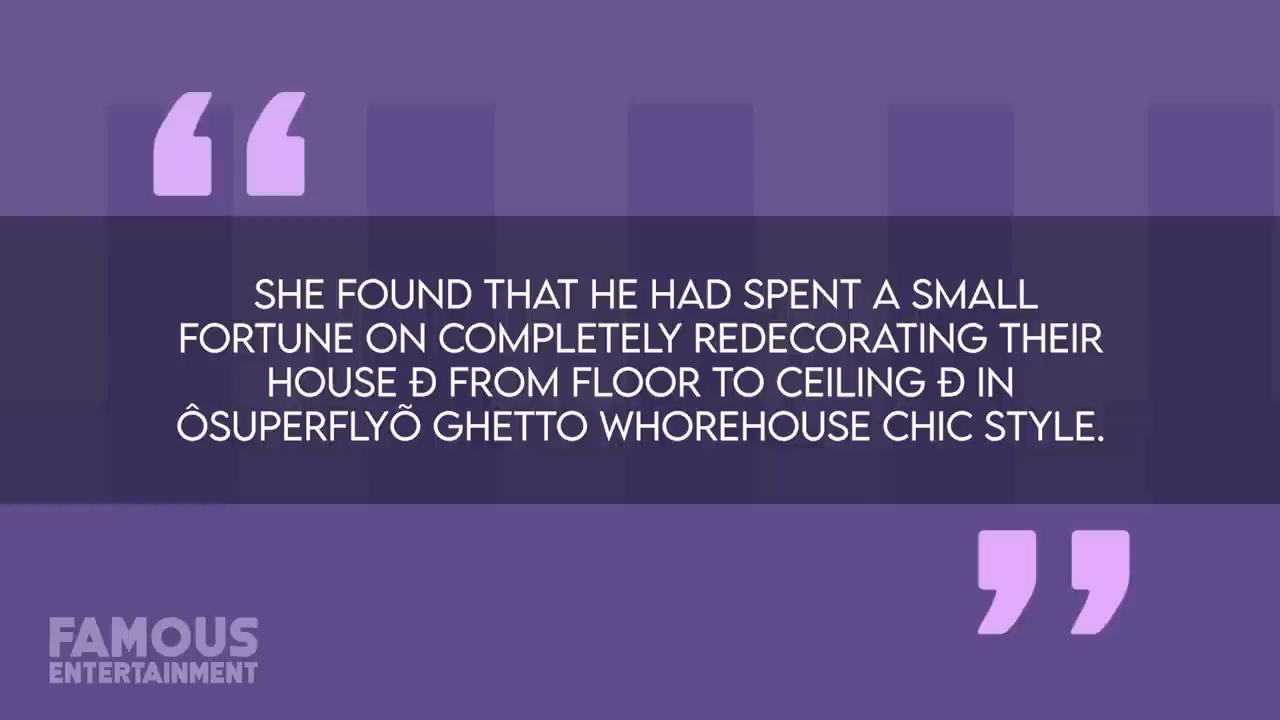 SHE FOUND THAT HE HAD SPENT A SMALL
FORTUNE ON COMPLETELY REDECORATING THEIR
HOUSE Ð FROM FLOOR TO CEILING Ð IN
ÔSUPERFLYÕ GHETTO WHOREHOUSE CHIC STYLE.
FAMOUS
ENTERTAINMENT